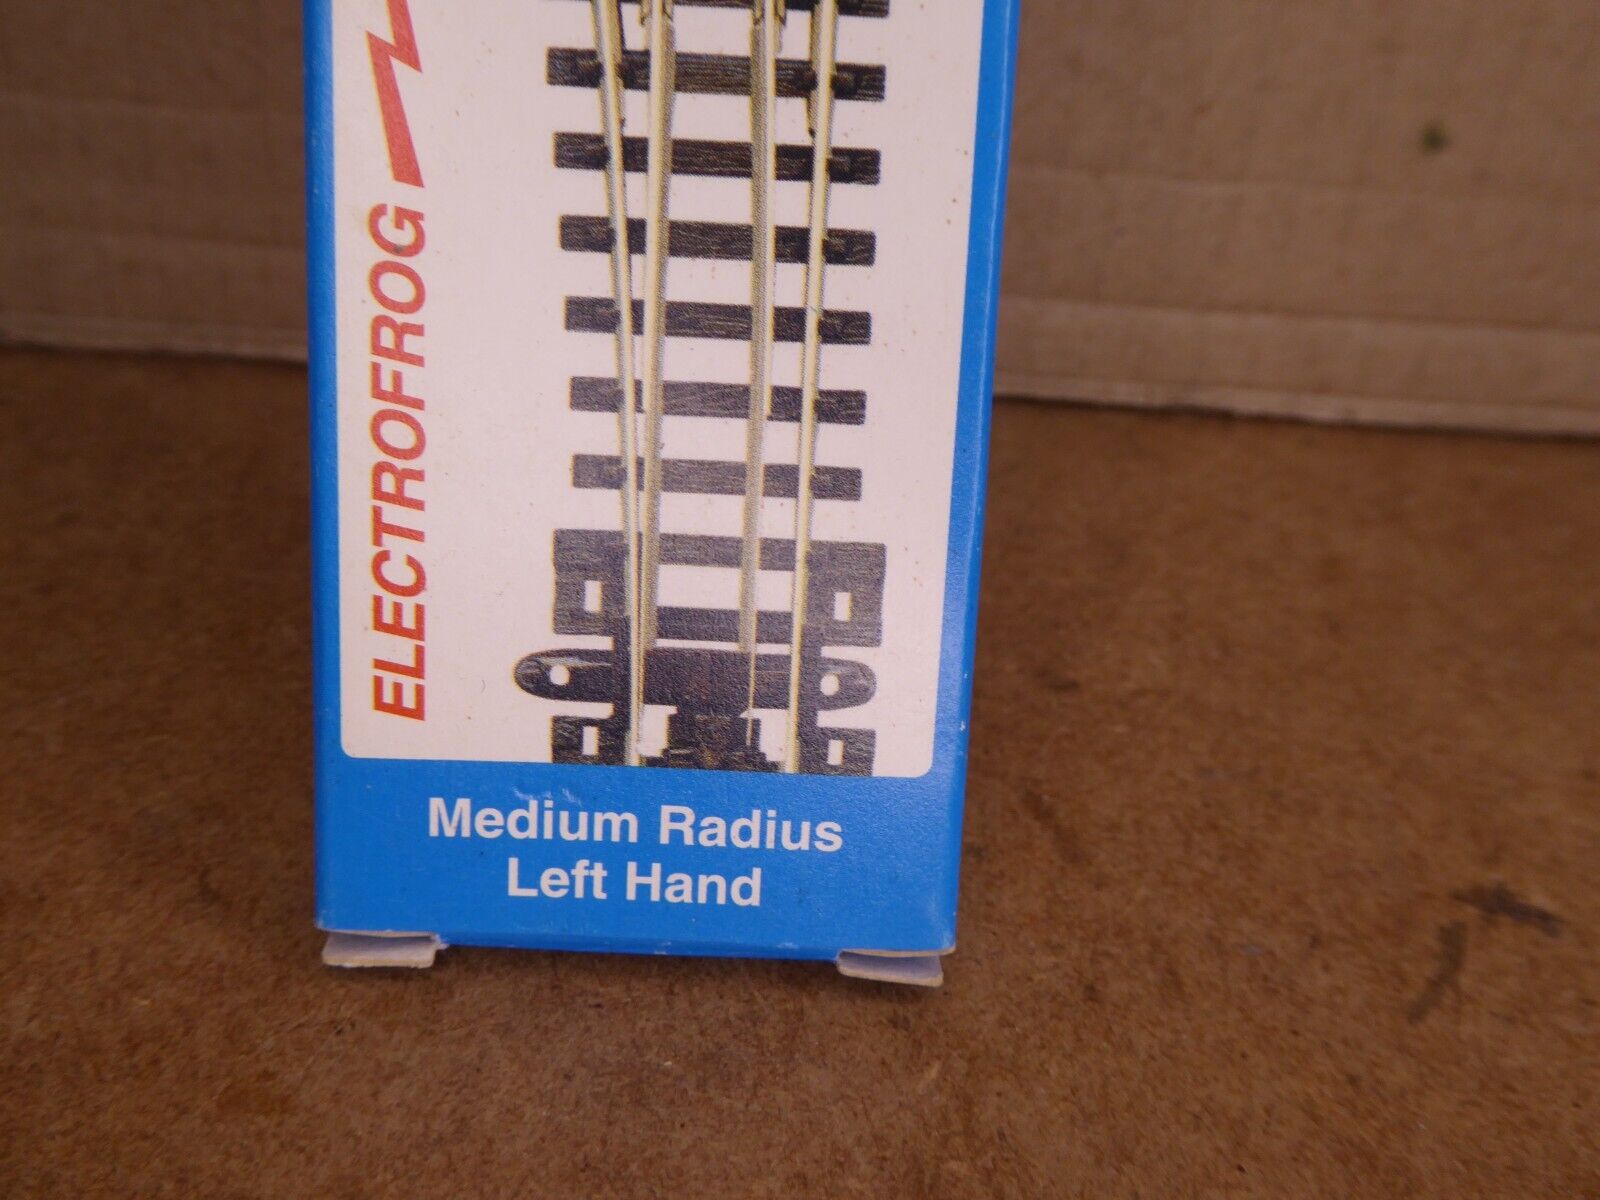 ELECTROFROG
Medium Radius
Left Hand